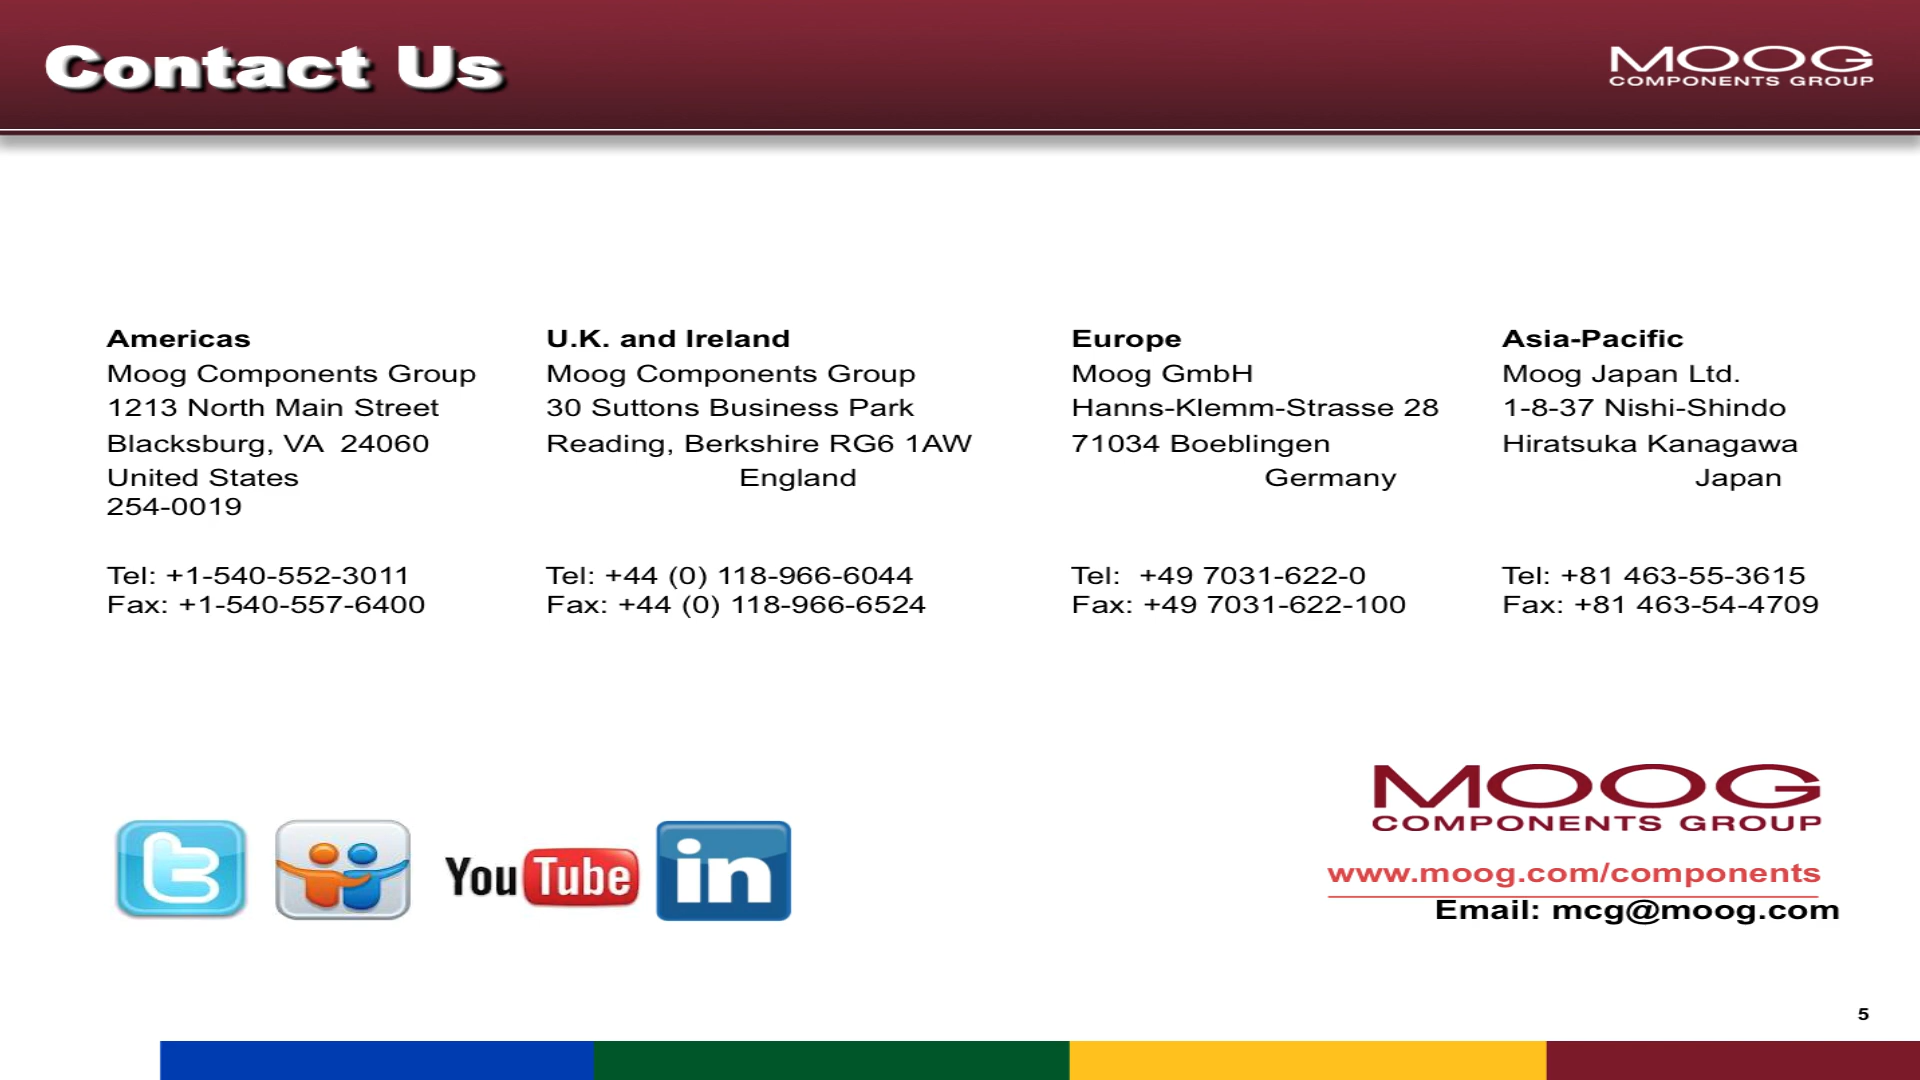 Contact Us
MOOG
COMPONENTS GROUP
Americas
Moog Components Group
1213 North Main Street
Blacksburg, VA  24060
United States
254-0019
Tel: +1-540-552-3011
Fax: +1-540-557-6400
U.K. and Ireland
Moog Components Group
30 Suttons Business Park
Reading, Berkshire RG6 1AW
England
Tel: +44 (0) 118-966-6044
Fax: +44 (0) 118-966-6524
Europe
Moog GmbH
Hanns-Klemm-Strasse 28
71034 Boeblingen
Germany
Tel:  +49 7031-622-0
Fax: +49 7031-622-100
Asia-Pacific
Moog Japan Ltd.
1-8-37 Nishi-Shindo
Hiratsuka Kanagawa
Japan
Tel: +81 463-55-3615
Fax: +81 463-54-4709
t
YouTube
in
MOOG
COMPONENTS GROUP
www.moog.com/components
Email: mcg@moog.com
5